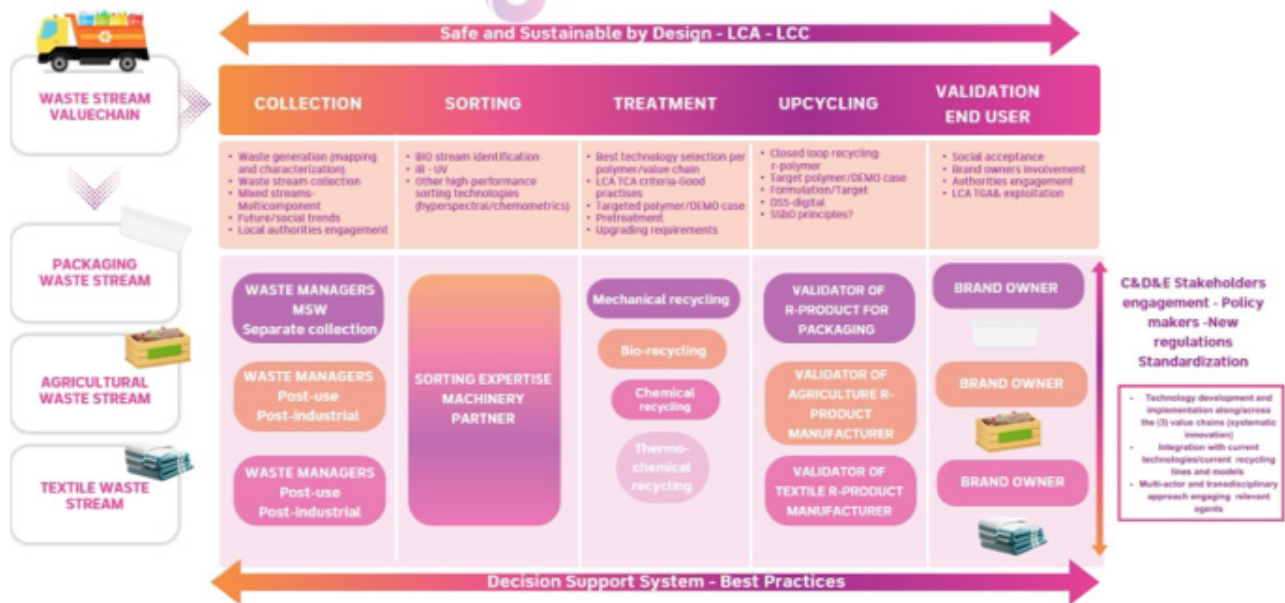 Safe and Sustainable by Design - LCA - LCC
WASTE STREAM
VALUECHAIN
COLLECTION
SORTING
TREATMENT
UPCYCLING
VALIDATION
END USER
• Waste generation (mapping
and characterization)
• Waste stream collection
• Mixed streams-
Multicomponent
• Future/social trends
• Local authorities engagement
• BIO stream identification
• IR - UV
• Other high-performance
sorting technologies
(hyperspectral/chemometrics)
• Best technology selection per
polymer/value chain
• LCA TCA criteria-Good
practises
• Targeted polymer/DEMO case
• Pretreatment
• Upgrading requirements
• Closed loop recycling:
r-polymer
• Target polymer/DEMO case
• Formulation/Target
• DSS-digital
• SSbD principles?
• Social acceptance
• Brand owners involvement
• Authorities engagement
• LCA TGA& exploitation
PACKAGING
WASTE STREAM
WASTE MANAGERS
MSW
Separate collection
SORTING EXPERTISE
MACHINERY
PARTNER
Mechanical recycling
Bio-recycling
Chemical
recycling
Thermo-
chemical
recycling
VALIDATOR OF
R-PRODUCT FOR
PACKAGING
BRAND OWNER
AGRICULTURAL
WASTE STREAM
WASTE MANAGERS
Post-use
Post-industrial
VALIDATOR OF
AGRICULTURE R-
PRODUCT
MANUFACTURER
BRAND OWNER
TEXTILE WASTE
STREAM
WASTE MANAGERS
Post-use
Post-industrial
VALIDATOR OF
TEXTILE R-PRODUCT
MANUFACTURER
BRAND OWNER
C&D&E Stakeholders
engagement - Policy
makers -New
regulations
Standardization
• Technology development and
implementation along/across
the (3) value chains (systematic
innovation)
• Integration with current
technologies/current recycling
lines and models
• Multi-actor and transdisciplinary
approach engaging relevant
agents
Decision Support System - Best Practices